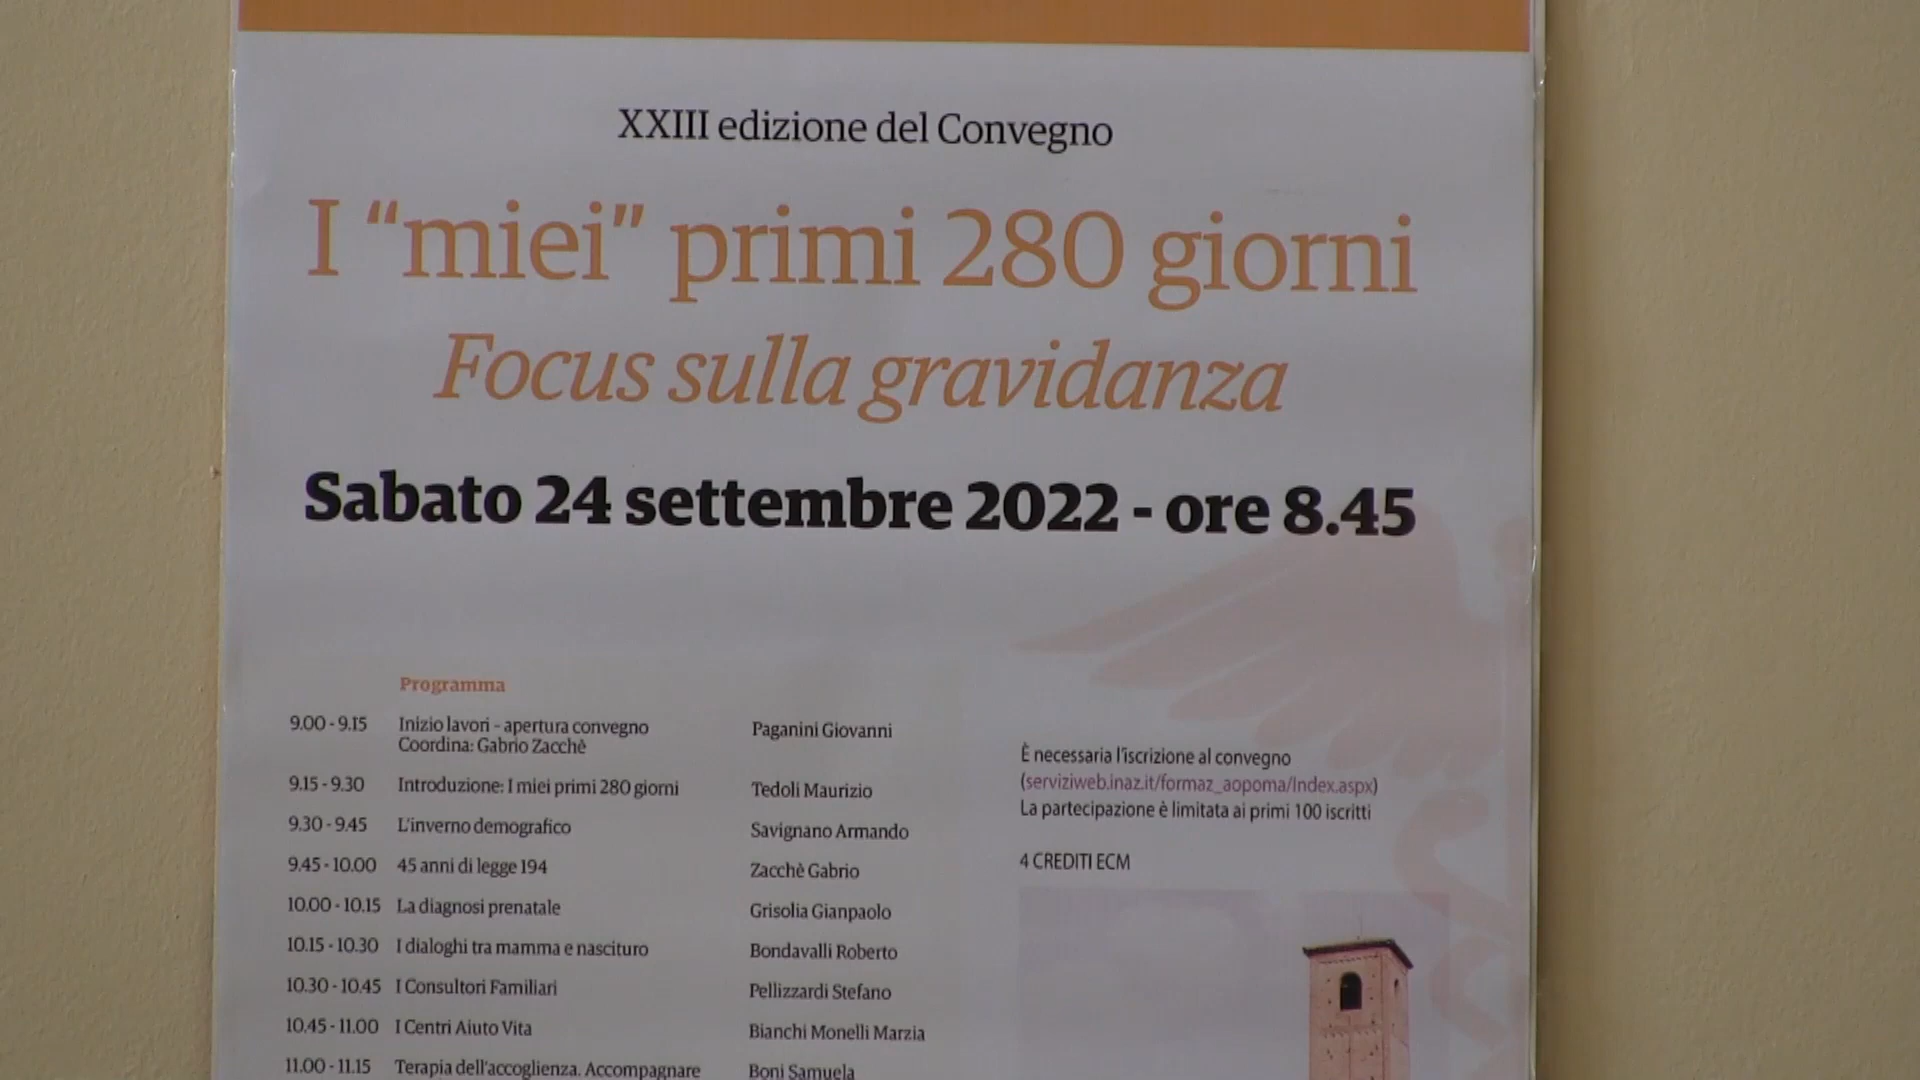 XXIII edizione del Convegno
I “miei” primi 280 giorni
Focus sulla gravidanza
Sabato 24 settembre 2022 - ore 8.45
Programma
9.00 - 9.15 Inizio lavori - apertura convegno Paganini Giovanni
Coordina: Gabrio Zacchè
9.15 - 9.30 Introduzione: I miei primi 280 giorni Tedoli Maurizio
9.30 - 9.45 L'inverno demografico Savignano Armando
9.45 - 10.00 45 anni di legge 194 Zacchè Gabrio
10.00 - 10.15 La diagnosi prenatale Grisolia Gianpaolo
10.15 - 10.30 I dialoghi tra mamma e nascituro Bondavalli Roberto
10.30 - 10.45 I Consultori Familiari Pellizzardi Stefano
10.45 - 11.00 I Centri Aiuto Vita Bianchi Monelli Marzia
11.00 - 11.15 Terapia dell'accoglienza. Accompagnare Boni Samuela
È necessaria l'iscrizione al convegno
(serviziweb.inaz.it/formaz_aopoma/Index.aspx)
La partecipazione è limitata ai primi 100 iscritti
4 CREDITI ECM